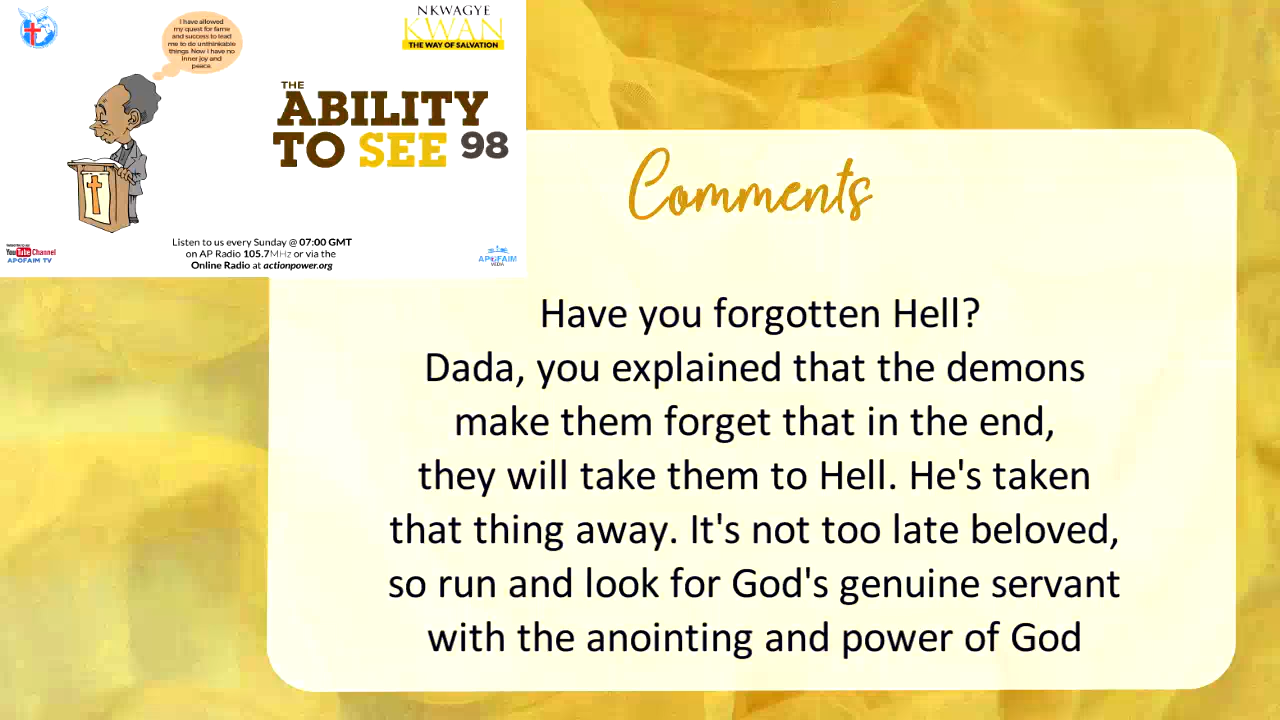 I have allowed
my quest for fame
and success to lead
me to do unthinkable
things. Now I have no
Inner joy and
peace.
NKWAGYE
KWAN
THE WAY OF SALVATION
THE
ABILITY
TO SEE 98
Listen to us every Sunday @ 07:00 GMT
on AP Radio 105.7MHz or via the
Online Radio at actionpower.org
YouTube Channel
APOFAIM TV
APOFAIM
MEDIA
Comments
Have you forgotten Hell?
Dada, you explained that the demons
make them forget that in the end,
they will take them to Hell. He's taken
that thing away. It's not too late beloved,
so run and look for God's genuine servant
with the anointing and power of God